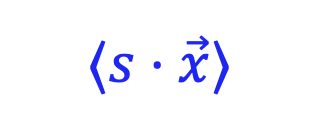 ⟨s · x⃗⟩